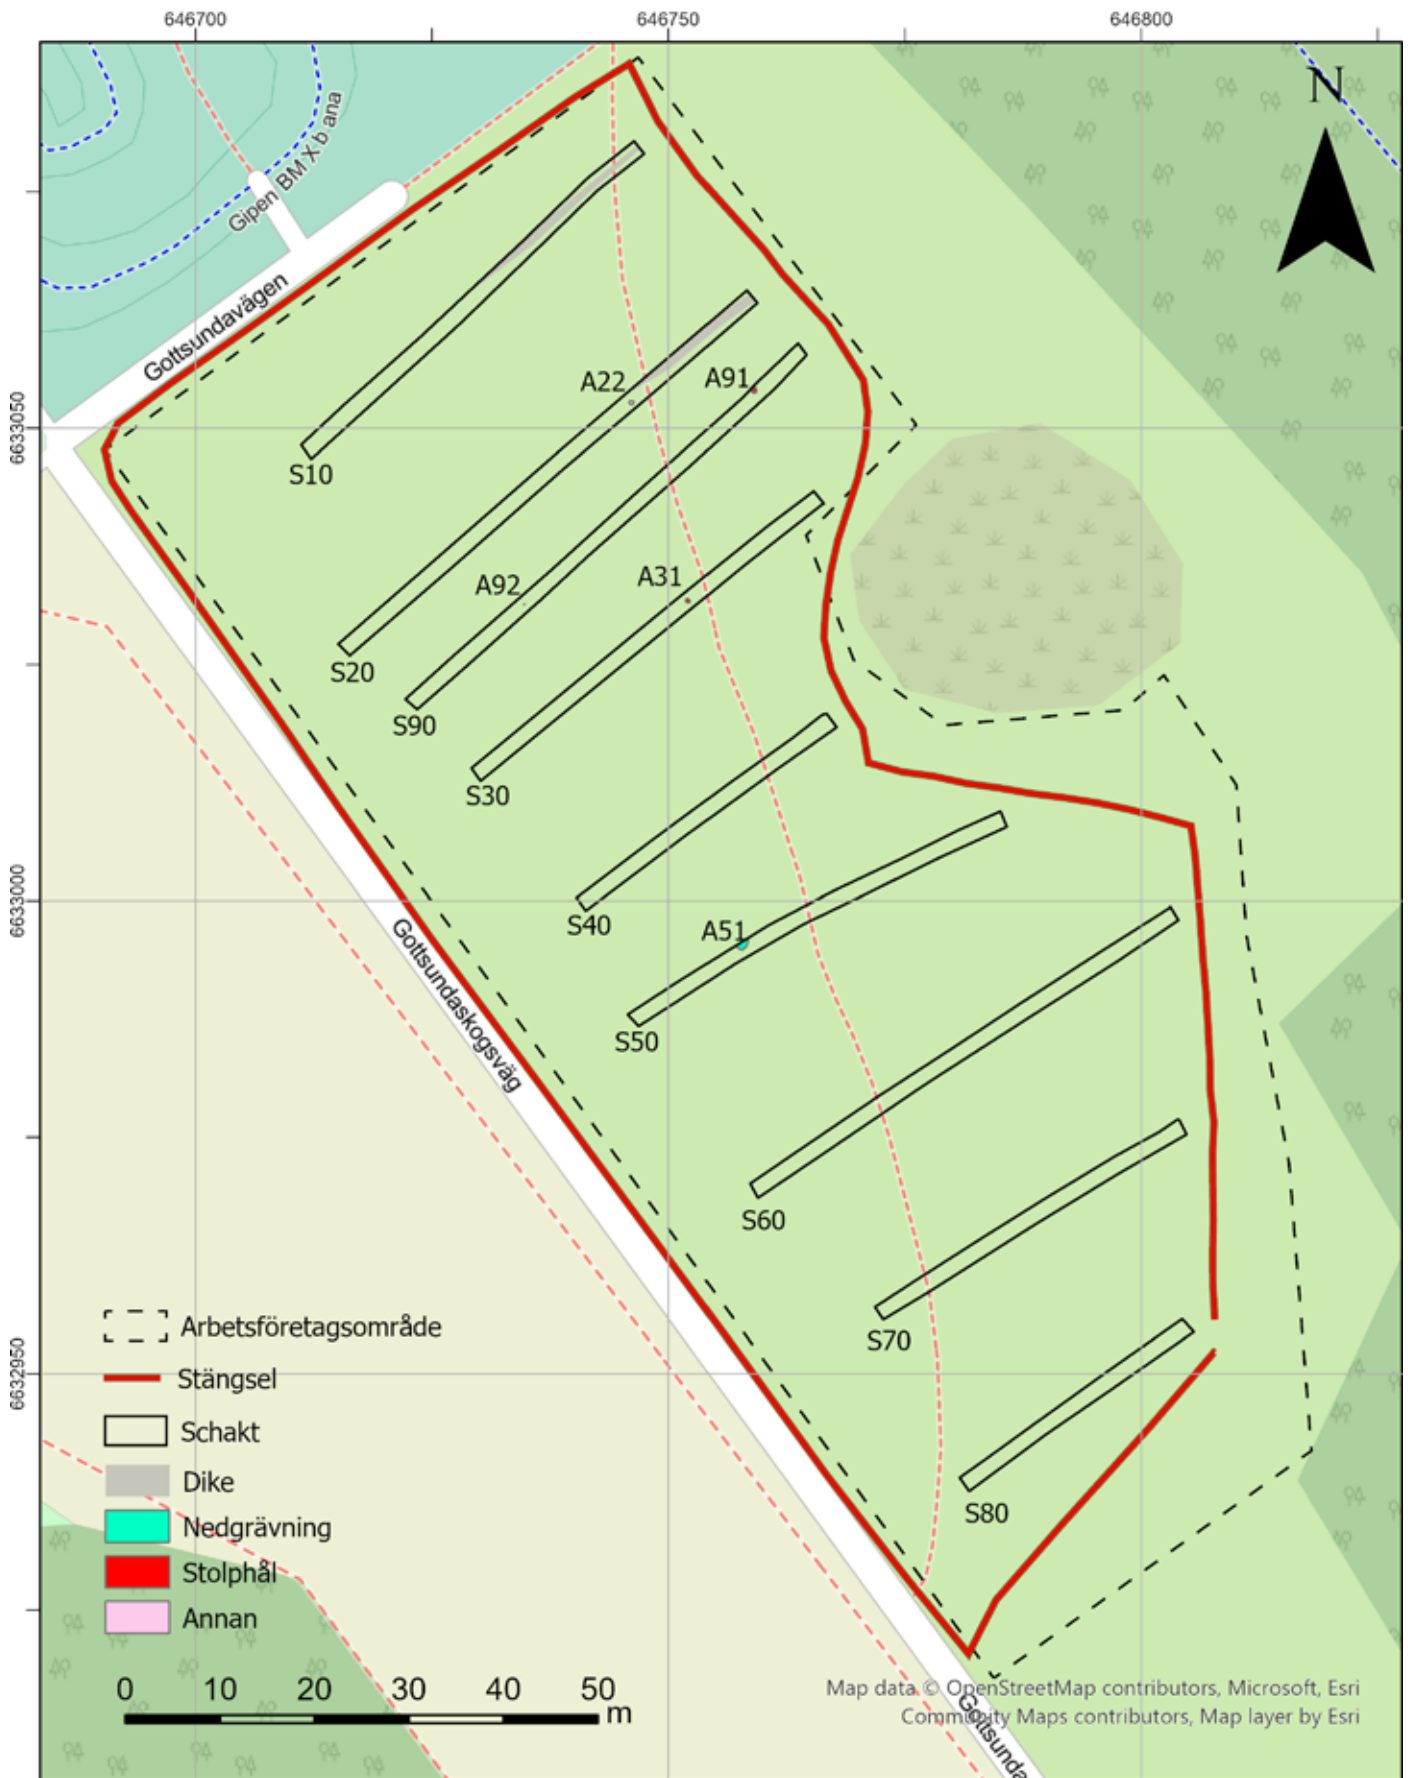 646700
646750
646800
N
Gipen BM X b ana
Gottsundavägen
6633050
A22
A91
S10
A92
A31
S20
S90
S30
6633000
S40
A51
Gottsundaskogsväg
S50
S60
S70
6632950
S80
Arbetsföretagsområde
Stängsel
Schakt
Dike
Nedgrävning
Stolphål
Annan
0 10 20 30 40 50 m
Map data © OpenStreetMap contributors, Microsoft, Esri
Community Maps contributors, Map layer by Esri
Gottsunda